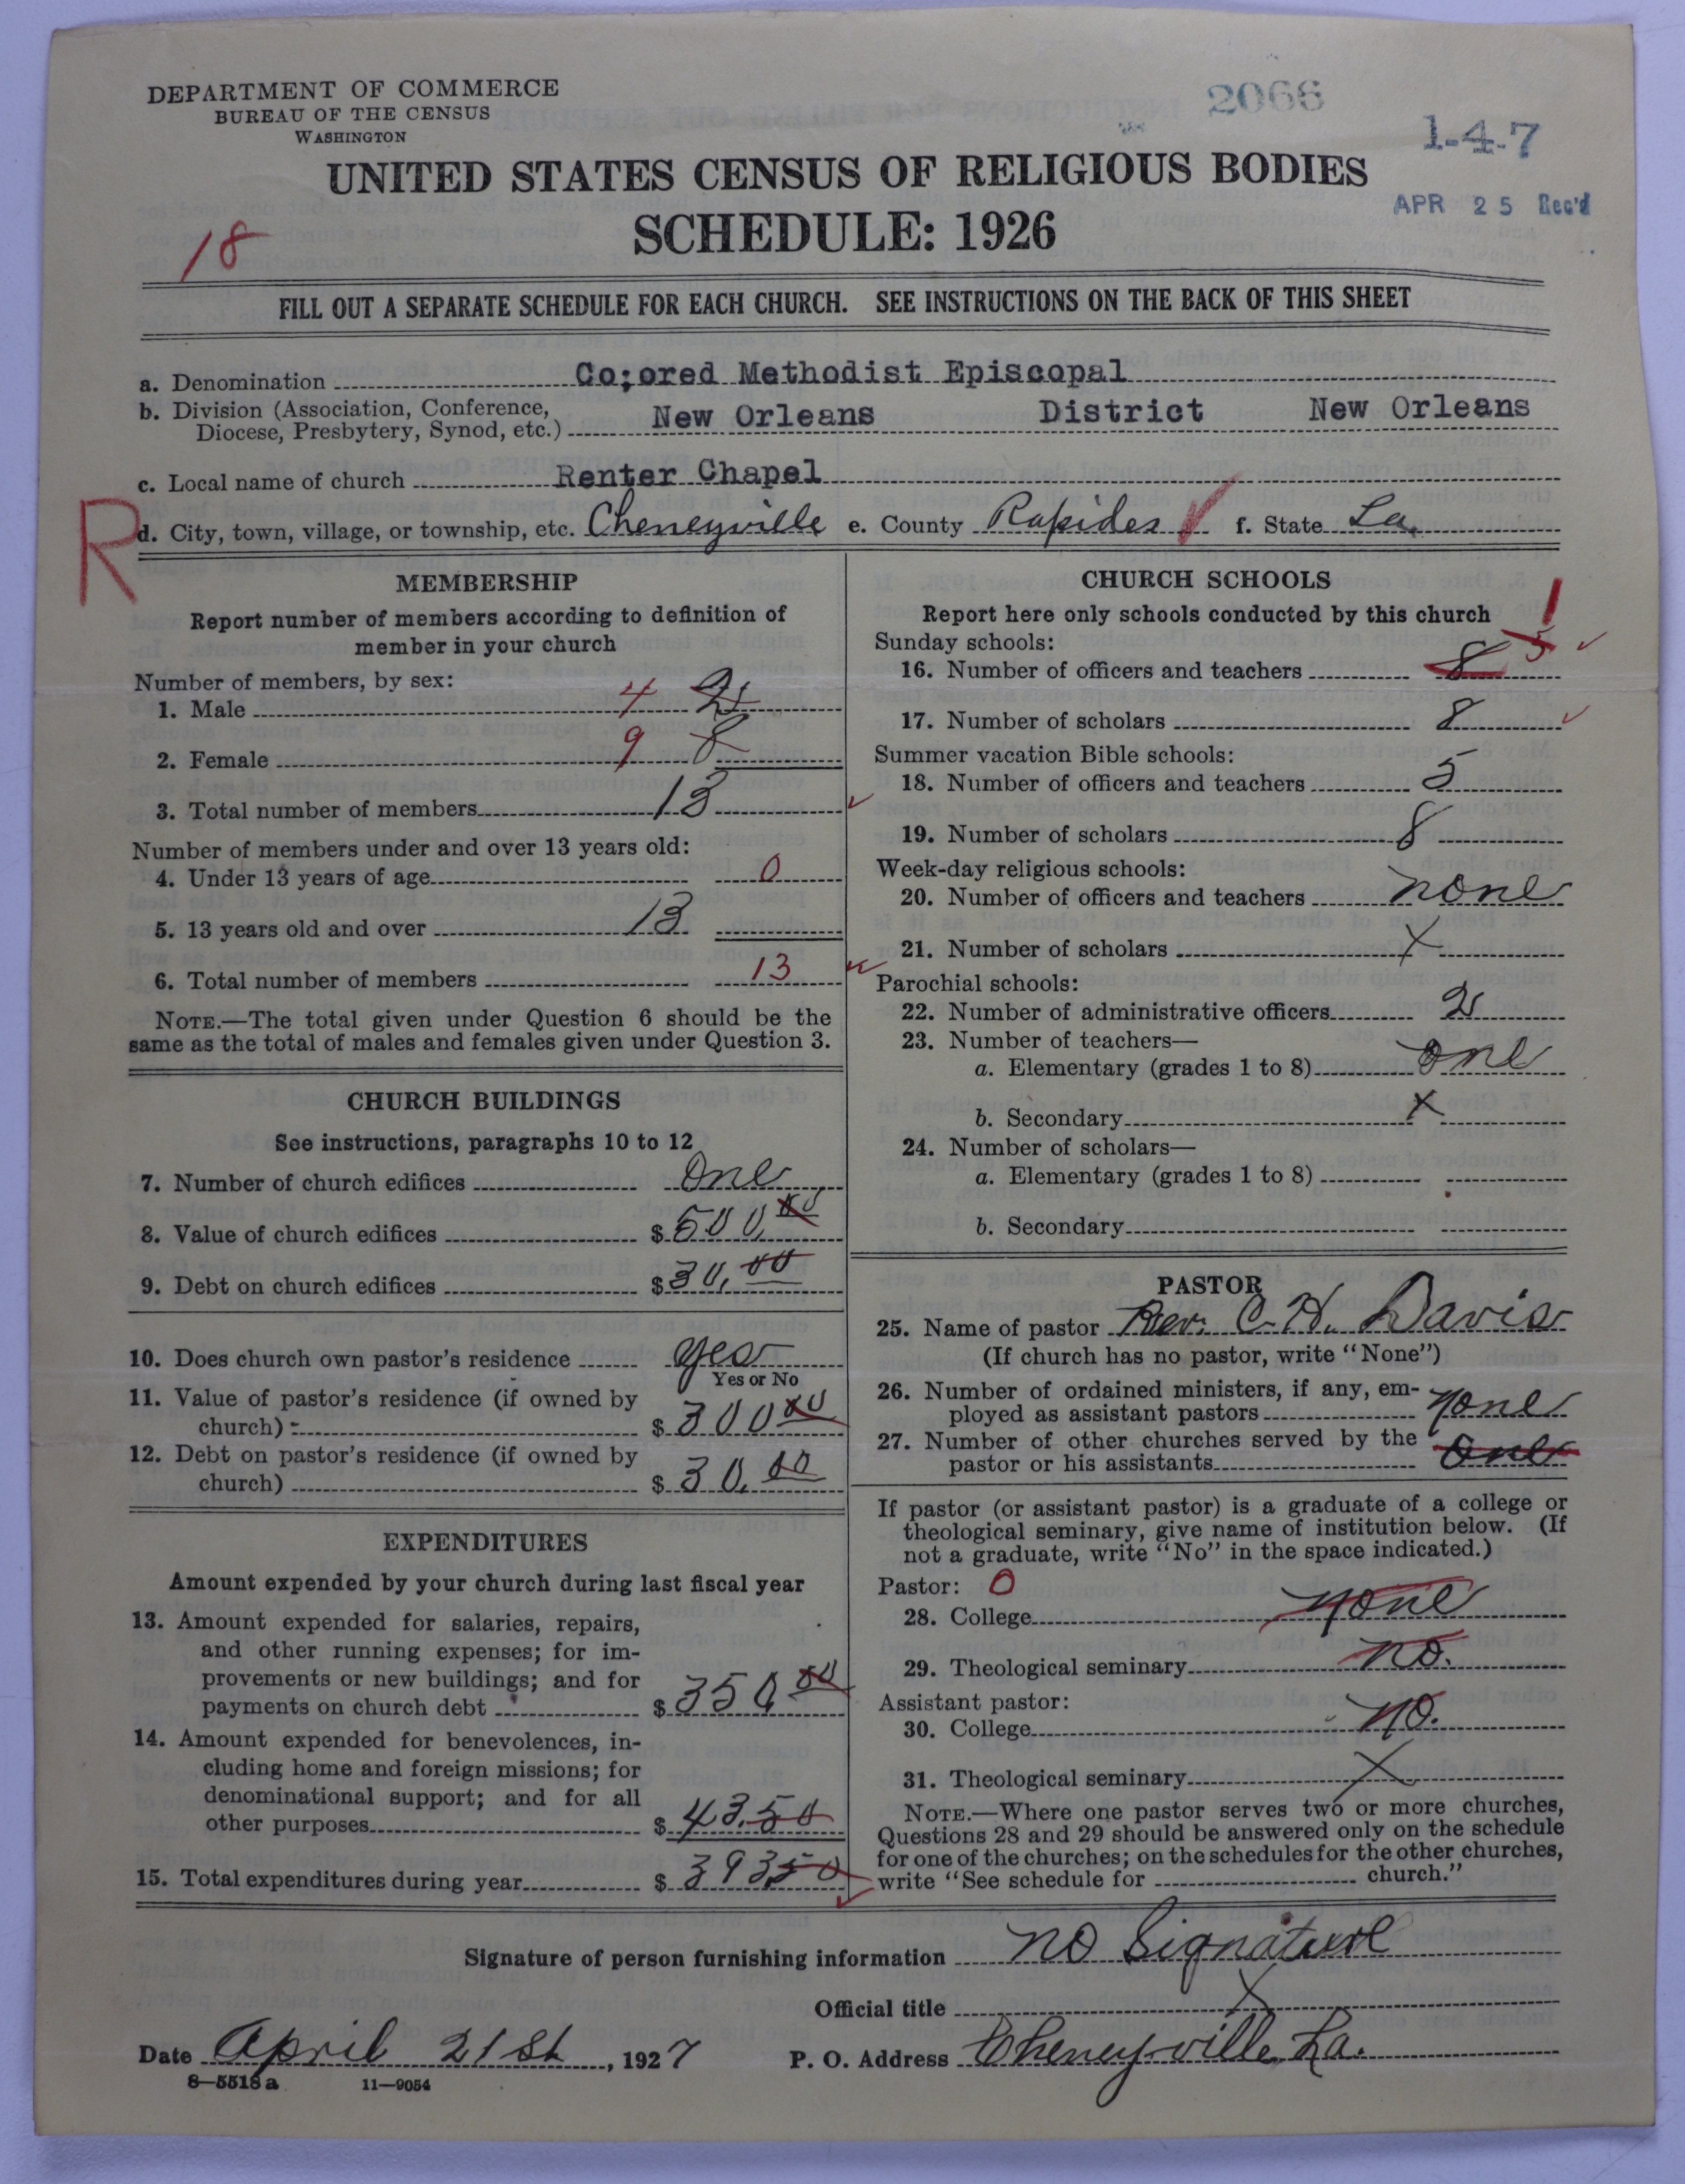 DEPARTMENT OF COMMERCE
BUREAU OF THE CENSUS
WASHINGTON
2066
1-4-7
UNITED STATES CENSUS OF RELIGIOUS BODIES
SCHEDULE: 1926
APR 25 Rec'd
18
FILL OUT A SEPARATE SCHEDULE FOR EACH CHURCH. SEE INSTRUCTIONS ON THE BACK OF THIS SHEET
a. Denomination Co;ored Methodist Episcopal
b. Division (Association, Conference,
Diocese, Presbytery, Synod, etc.) New Orleans District New Orleans
c. Local name of church Renter Chapel
R
d. City, town, village, or township, etc. Cheneyville e. County Rapides f. State La.
MEMBERSHIP
Report number of members according to definition of
member in your church
Number of members, by sex:
1. Male 4 2
2. Female 9 8
3. Total number of members 13
Number of members under and over 13 years old:
4. Under 13 years of age 0
5. 13 years old and over 13
6. Total number of members 13
NOTE.—The total given under Question 6 should be the
same as the total of males and females given under Question 3.
CHURCH BUILDINGS
See instructions, paragraphs 10 to 12
7. Number of church edifices One
8. Value of church edifices $ 500,00
9. Debt on church edifices $ 30,00
10. Does church own pastor's residence yes
Yes or No
11. Value of pastor's residence (if owned by
church) $ 300 00
12. Debt on pastor's residence (if owned by
church) $ 30.00
EXPENDITURES
Amount expended by your church during last fiscal year
13. Amount expended for salaries, repairs,
and other running expenses; for im-
provements or new buildings; and for
payments on church debt $ 350 00
14. Amount expended for benevolences, in-
cluding home and foreign missions; for
denominational support; and for all
other purposes $ 43.50
15. Total expenditures during year $ 393.50
CHURCH SCHOOLS
Report here only schools conducted by this church
Sunday schools:
1
16. Number of officers and teachers 8 5
17. Number of scholars 8
Summer vacation Bible schools:
18. Number of officers and teachers 5
19. Number of scholars 8
Week-day religious schools:
20. Number of officers and teachers none
21. Number of scholars X
Parochial schools:
22. Number of administrative officers 2
23. Number of teachers—
a. Elementary (grades 1 to 8) one
b. Secondary X
24. Number of scholars—
a. Elementary (grades 1 to 8)
b. Secondary
PASTOR
25. Name of pastor Rev. C. H. Davis
(If church has no pastor, write "None")
26. Number of ordained ministers, if any, em-
ployed as assistant pastors none
27. Number of other churches served by the
pastor or his assistants One
If pastor (or assistant pastor) is a graduate of a college or
theological seminary, give name of institution below. (If
not a graduate, write "No" in the space indicated.)
Pastor: 0
28. College none
29. Theological seminary no.
Assistant pastor:
30. College no.
31. Theological seminary X
NOTE.—Where one pastor serves two or more churches,
Questions 28 and 29 should be answered only on the schedule
for one of the churches; on the schedules for the other churches,
write "See schedule for church."
Signature of person furnishing information no Signature
Official title X
Date April 21st, 1927 P. O. Address Cheneyville La.
8—5518 a 11—9054